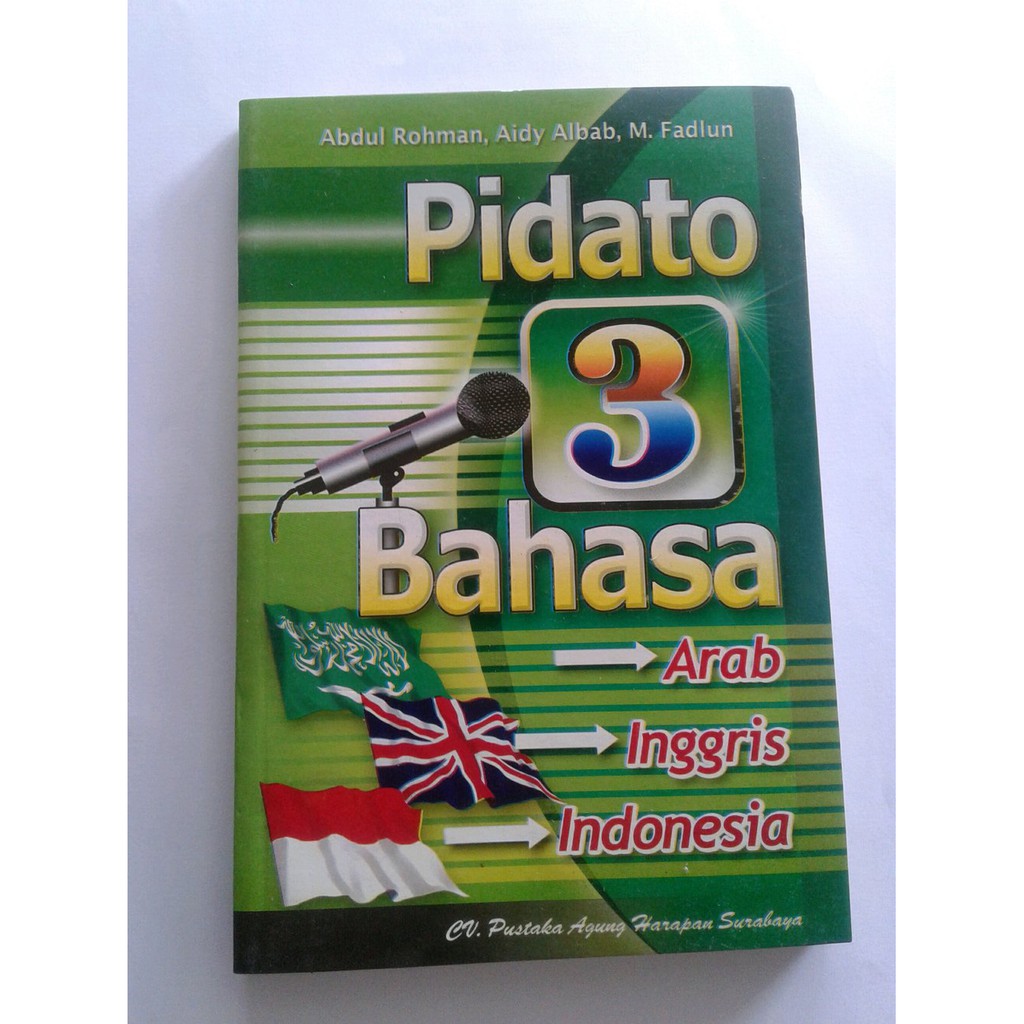 Abdul Rohman, Aidy Albab, M. Fadlun
Pidato
3
Bahasa
Arab
Inggris
Indonesia
CV. Pustaka Agung Harapan Surabaya